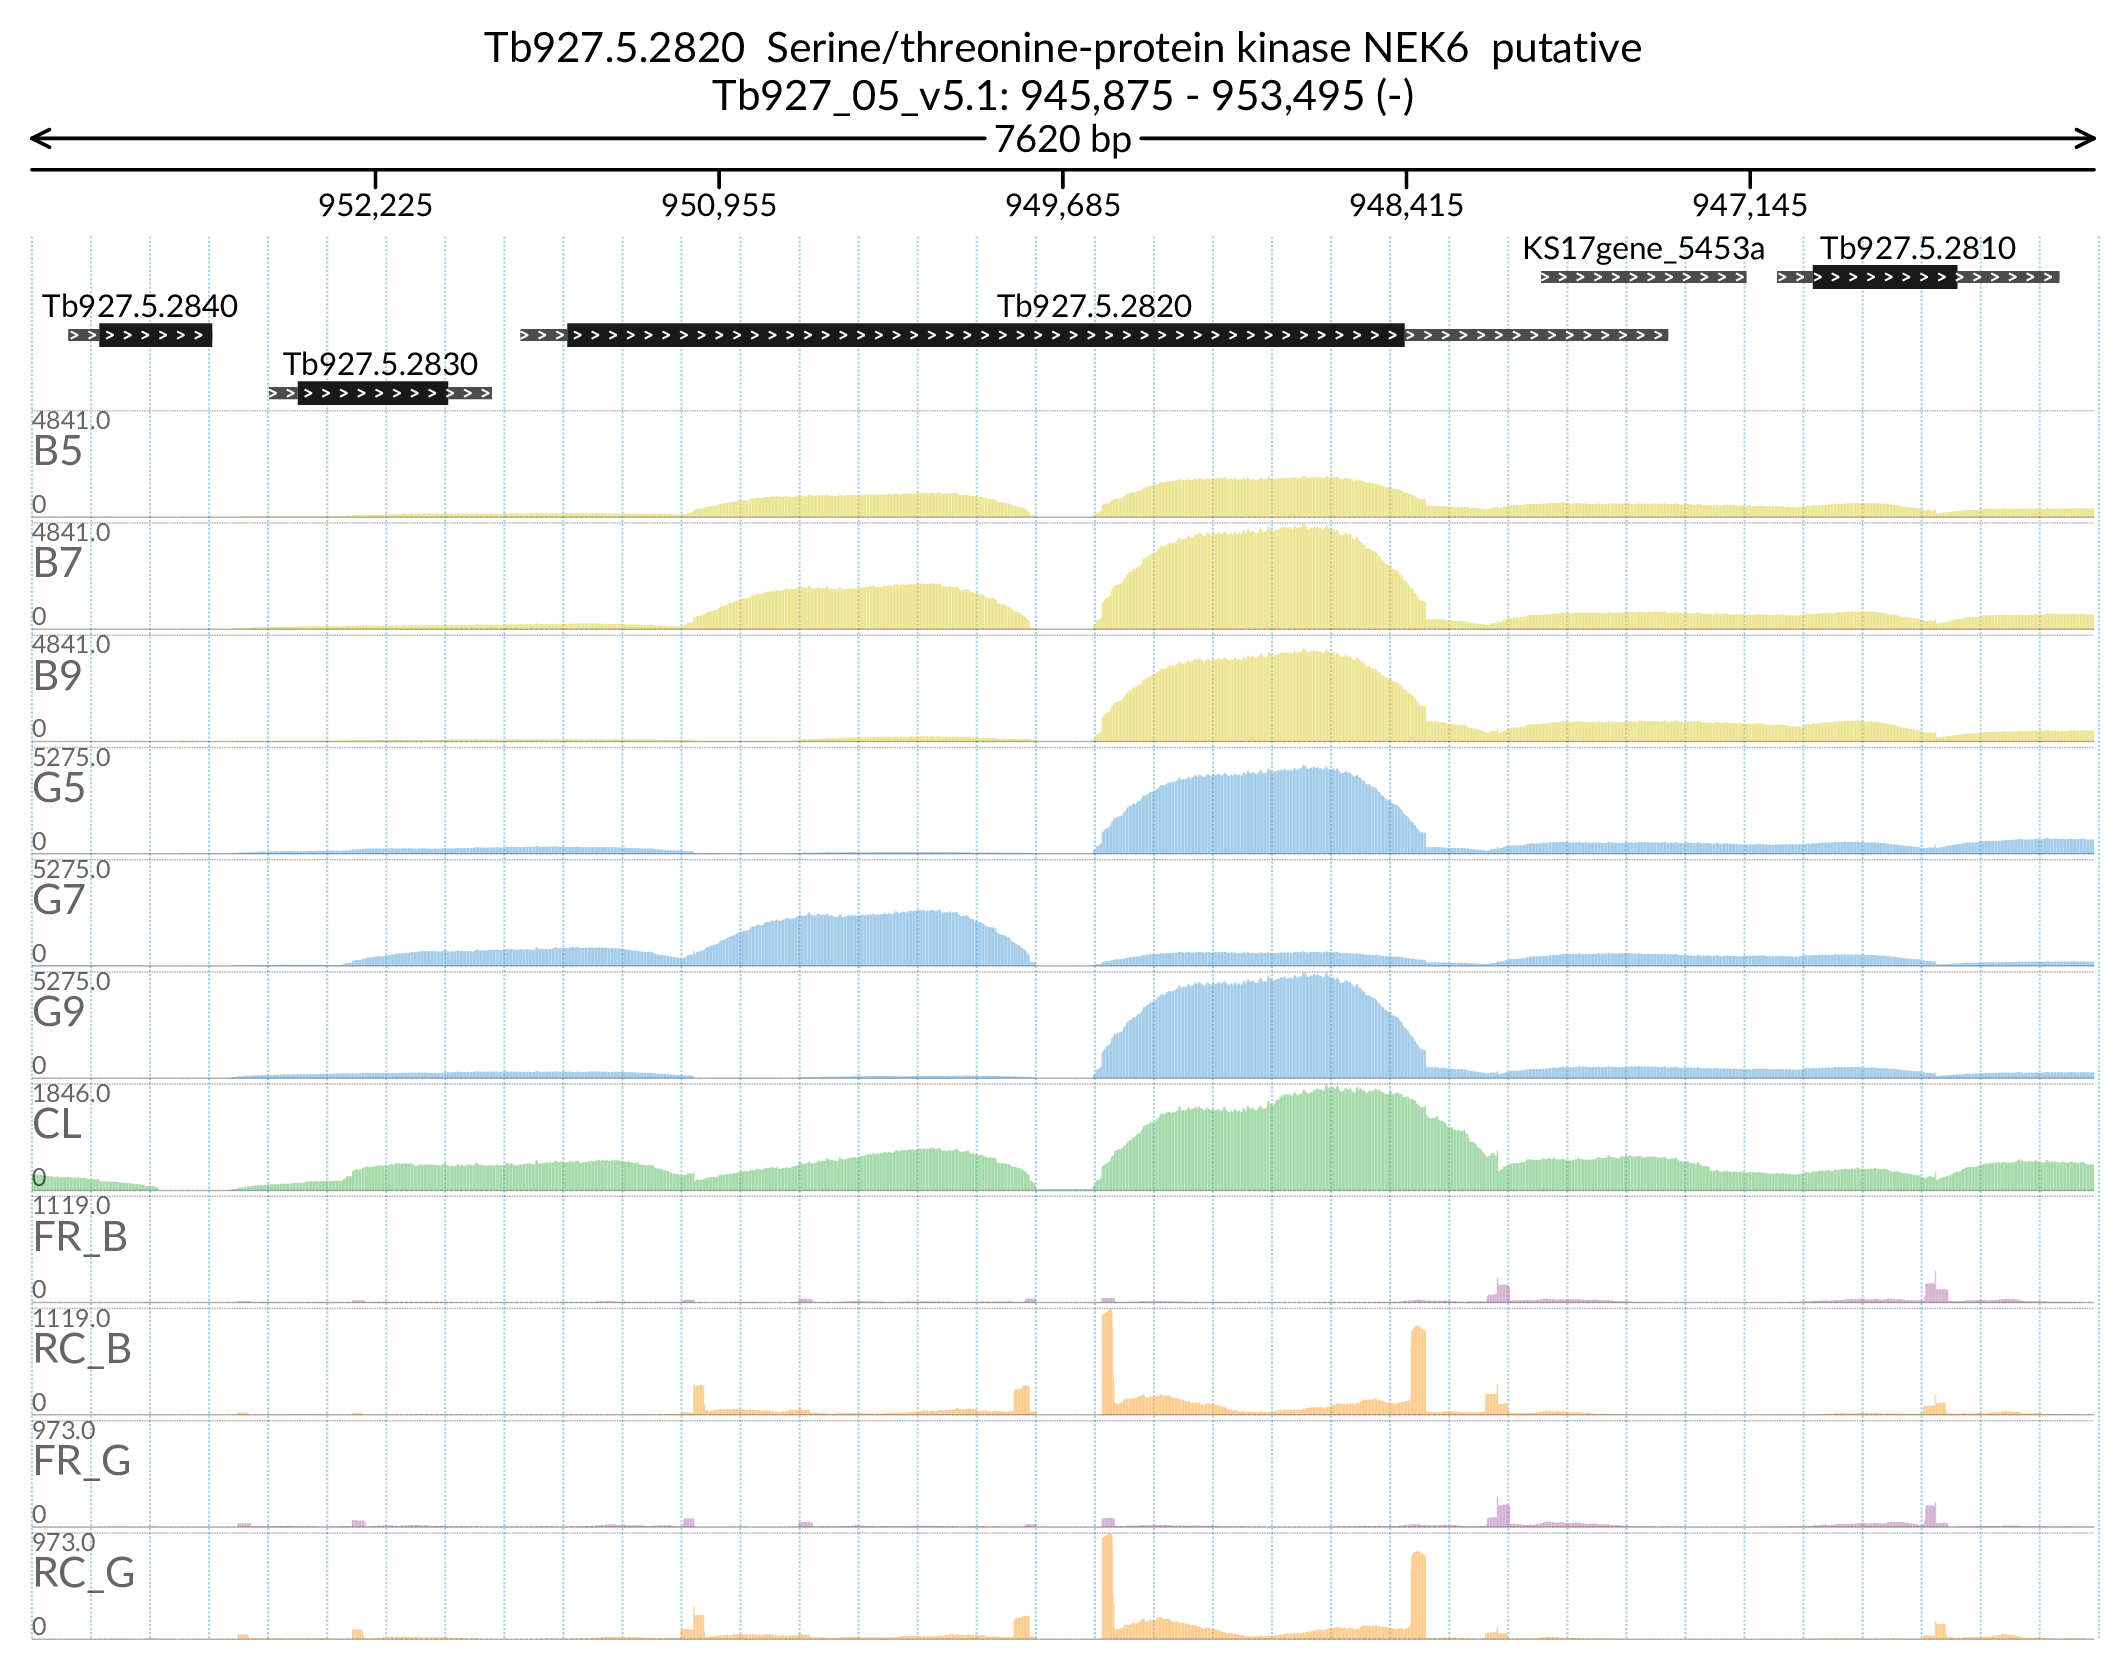 Tb927.5.2820  Serine/threonine-protein kinase NEK6  putative
Tb927_05_v5.1: 945,875 - 953,495 (-)
7620 bp
952,225 950,955 949,685 948,415 947,145
KS17gene_5453a Tb927.5.2810
Tb927.5.2840 Tb927.5.2820
Tb927.5.2830
4841.0
B5
0
4841.0
B7
0
4841.0
B9
0
5275.0
G5
0
5275.0
G7
0
5275.0
G9
0
1846.0
CL
0
1119.0
FR_B
0
1119.0
RC_B
0
973.0
FR_G
0
973.0
RC_G
0